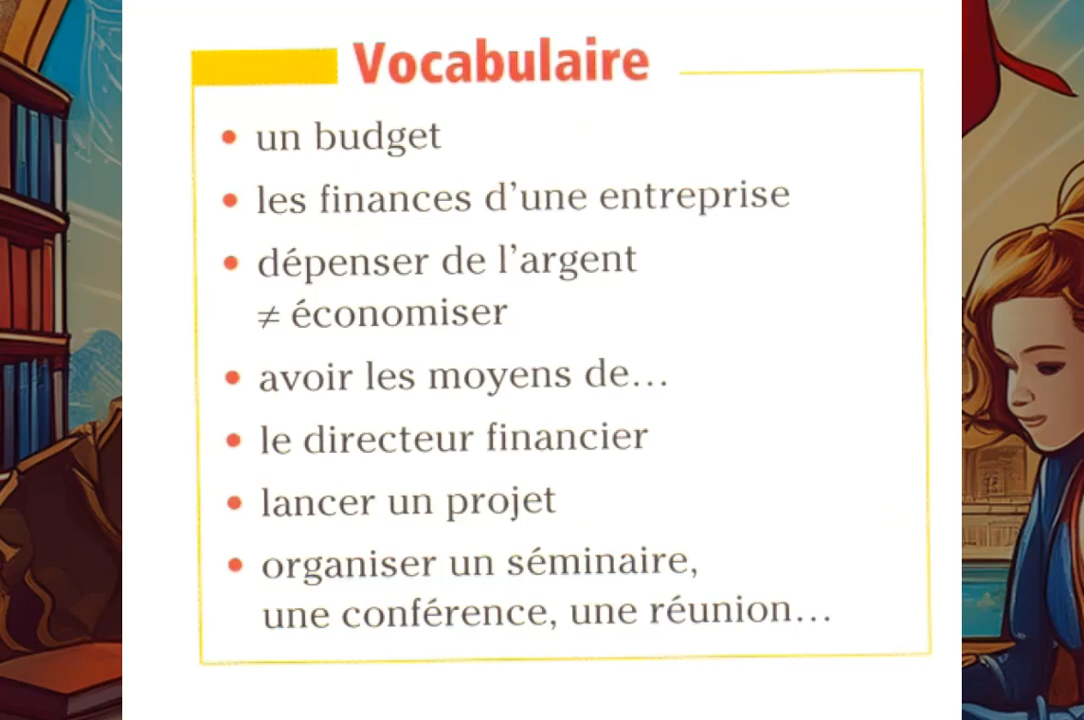 Vocabulaire
• un budget
• les finances d'une entreprise
• dépenser de l'argent
≠ économiser
• avoir les moyens de...
• le directeur financier
• lancer un projet
• organiser un séminaire,
une conférence, une réunion...